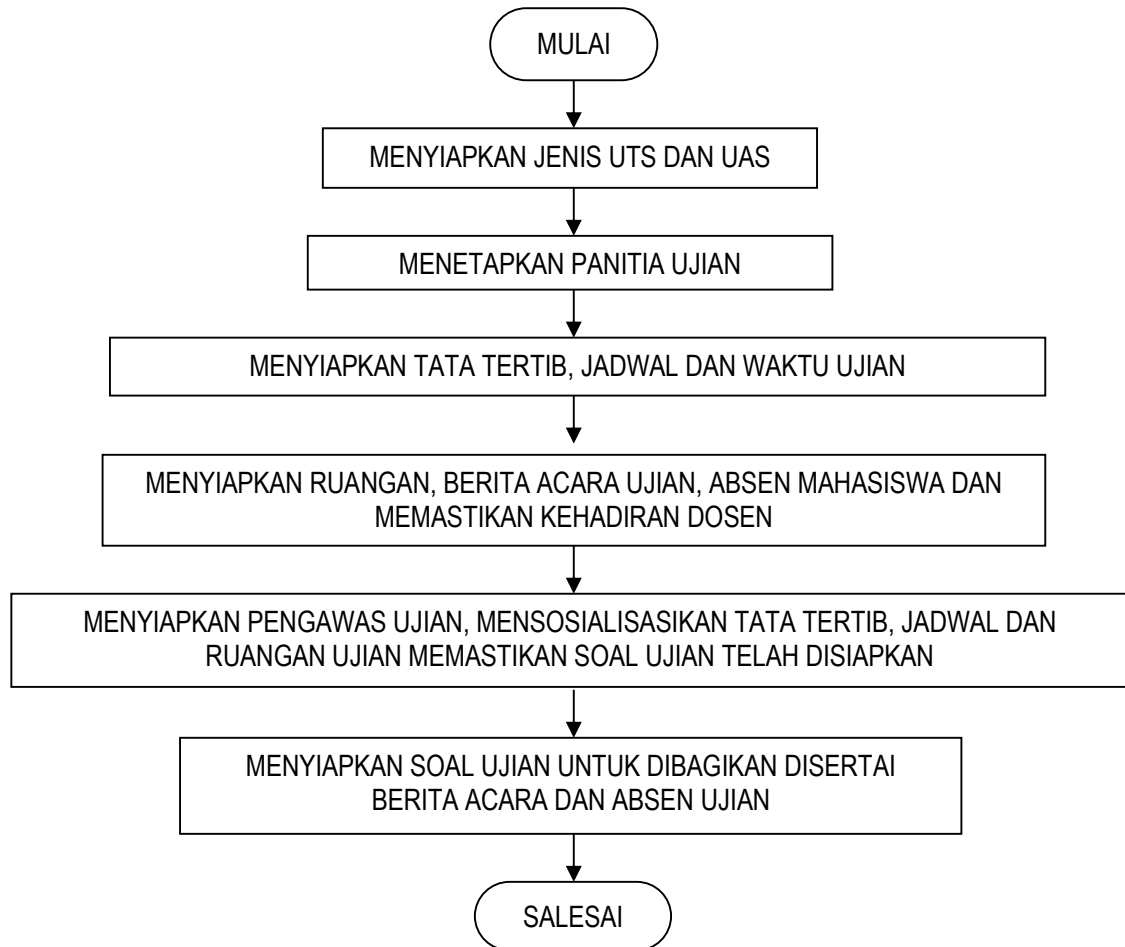 MULAI
MENYIAPKAN JENIS UTS DAN UAS
MENETAPKAN PANITIA UJIAN
MENYIAPKAN TATA TERTIB, JADWAL DAN WAKTU UJIAN
MENYIAPKAN RUANGAN, BERITA ACARA UJIAN, ABSEN MAHASISWA DAN
MEMASTIKAN KEHADIRAN DOSEN
MENYIAPKAN PENGAWAS UJIAN, MENSOSIALISASIKAN TATA TERTIB, JADWAL DAN
RUANGAN UJIAN MEMASTIKAN SOAL UJIAN TELAH DISIAPKAN
MENYIAPKAN SOAL UJIAN UNTUK DIBAGIKAN DISERTAI
BERITA ACARA DAN ABSEN UJIAN
SALESAI